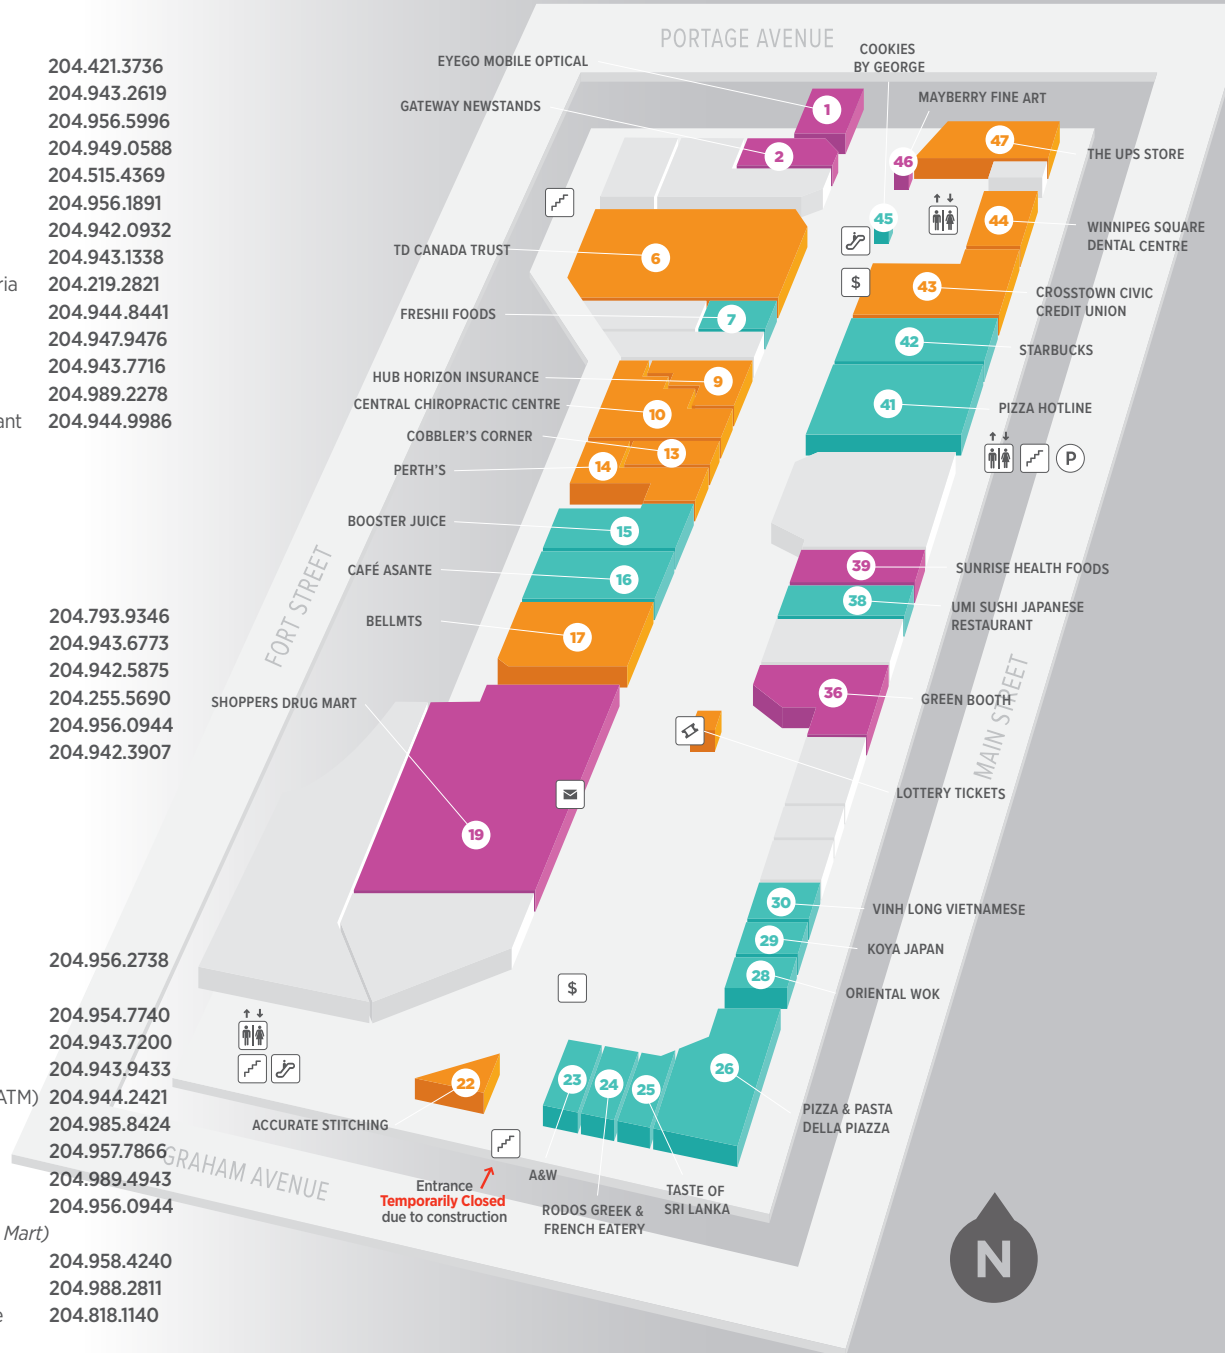 204.421.3736
204.943.2619
204.956.5996
204.949.0588
204.515.4369
204.956.1891
204.942.0932
204.943.1338
ria 204.219.2821
204.944.8441
204.947.9476
204.943.7716
204.989.2278
ant 204.944.9986
204.793.9346
204.943.6773
204.942.5875
204.255.5690
204.956.0944
204.942.3907
204.956.2738
204.954.7740
204.943.7200
204.943.9433
ATM) 204.944.2421
204.985.8424
204.957.7866
204.989.4943
204.956.0944
Mart)
204.958.4240
204.988.2811
e 204.818.1140
PORTAGE AVENUE
EYEGO MOBILE OPTICAL
1
GATEWAY NEWSTANDS
2
COOKIES
BY GEORGE
45
MAYBERRY FINE ART
46
47
THE UPS STORE
44
WINNIPEG SQUARE
DENTAL CENTRE
TD CANADA TRUST
6
$
43
CROSSTOWN CIVIC
CREDIT UNION
FRESHII FOODS
7
42
STARBUCKS
HUB HORIZON INSURANCE
9
CENTRAL CHIROPRACTIC CENTRE
10
41
PIZZA HOTLINE
COBBLER'S CORNER
13
PERTH'S
14
P
BOOSTER JUICE
15
CAFÉ ASANTE
16
39
SUNRISE HEALTH FOODS
38
UMI SUSHI JAPANESE
RESTAURANT
BELLMTS
17
FORT STREET
SHOPPERS DRUG MART
19
36
GREEN BOOTH
MAIN STREET
LOTTERY TICKETS
30
VINH LONG VIETNAMESE
29
KOYA JAPAN
28
ORIENTAL WOK
$
22
ACCURATE STITCHING
23
24
25
26
PIZZA & PASTA
DELLA PIAZZA
GRAHAM AVENUE
Entrance
Temporarily Closed
due to construction
A&W
RODOS GREEK &
FRENCH EATERY
TASTE OF
SRI LANKA
N